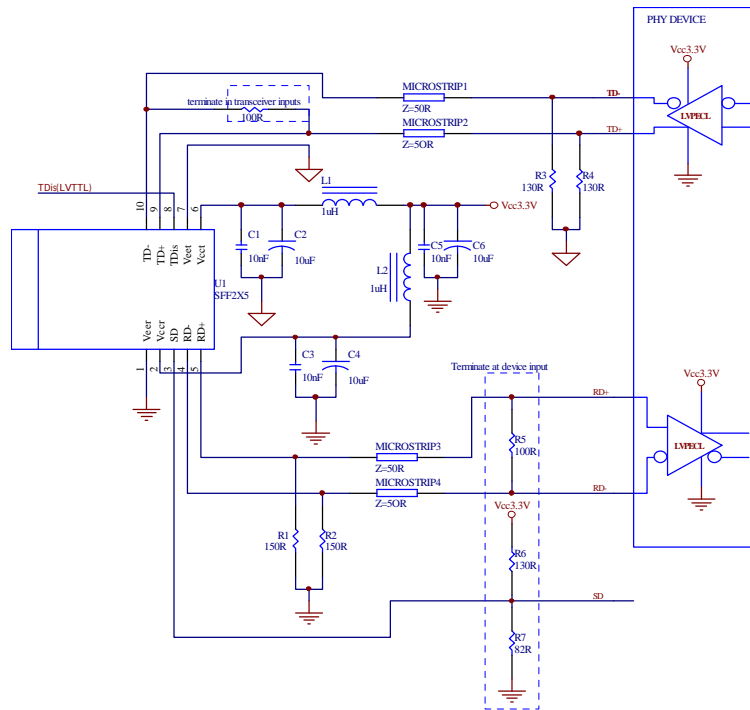 PHY DEVICE
Vcc3.3V
MICROSTRIP1
TD-
terminate in transceiver inputs
100R
Z=50R
LVPECL
MICROSTRIP2
TD+
Z=5OR
R3
130R
R4
130R
L1
1uH
TDis(LVTTL)
10
9
8
7
6
Vcc3.3V
C1
10nF
C2
10uF
C5
10nF
C6
10uF
L2
1uH
TD-
TD+
TDis
Veet
Vcct
U1
SFF2X5
Veer
Vccr
SD
RD-
RD+
1
2
3
4
5
C3
10nF
C4
10uF
Terminate at device input
Vcc3.3V
RD+
MICROSTRIP3
Z=50R
R5
100R
LVPECL
MICROSTRIP4
Z=5OR
RD-
Vcc3.3V
R1
150R
R2
150R
R6
130R
SD
R7
82R